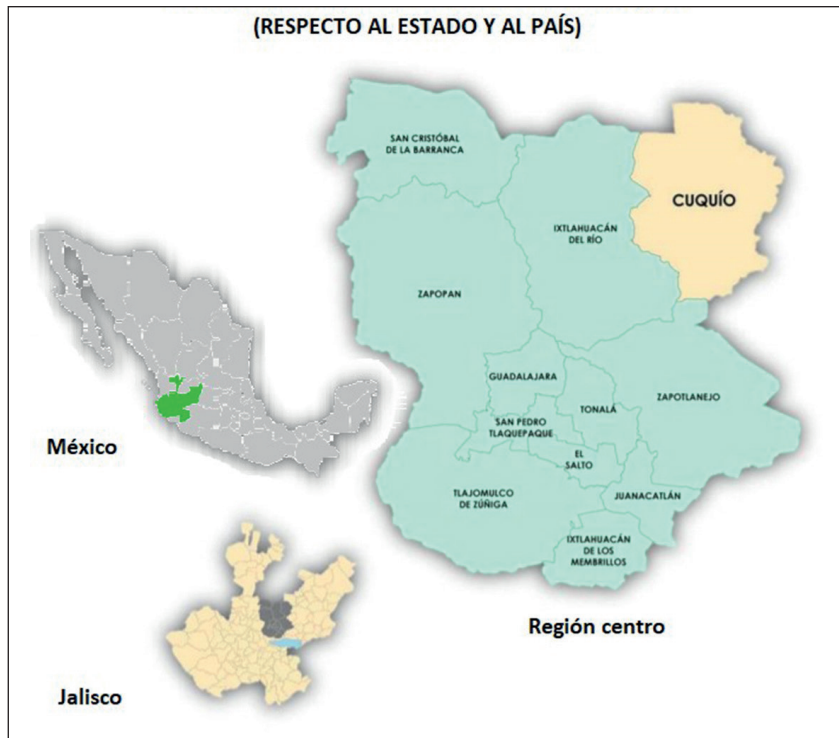 (RESPECTO AL ESTADO Y AL PAÍS)
SAN CRISTÓBAL
DE LA BARRANCA
CUQUÍO
IXTLAHUACÁN
DEL RÍO
ZAPOPAN
GUADALAJARA
ZAPOTLANEJO
TONALÁ
SAN PEDRO
TLAQUEPAQUE
EL
SALTO
México
TLAJOMULCO
DE ZÚÑIGA
JUANACATLÁN
IXTLAHUACÁN
DE LOS
MEMBRILLOS
Región centro
Jalisco